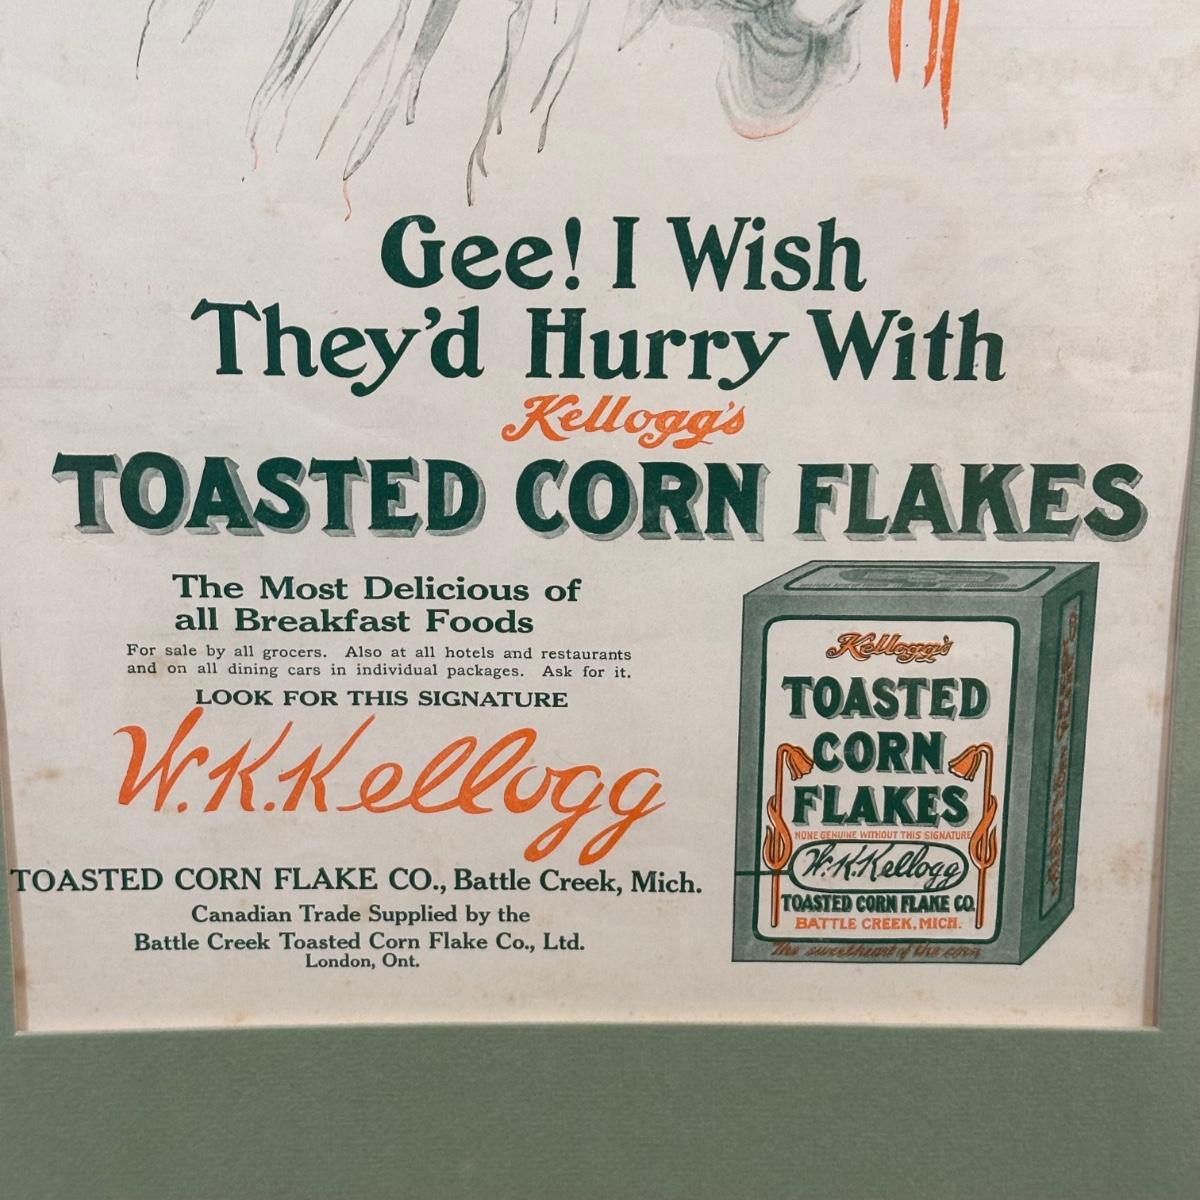 Gee! I Wish
They'd Hurry With
Kellogg's
TOASTED CORN FLAKES
The Most Delicious of
all Breakfast Foods
For sale by all grocers. Also at all hotels and restaurants
and on all dining cars in individual packages. Ask for it.
LOOK FOR THIS SIGNATURE
W.K.Kellogg
TOASTED CORN FLAKE CO., Battle Creek, Mich.
Canadian Trade Supplied by the
Battle Creek Toasted Corn Flake Co., Ltd.
London, Ont.
Kellogg's
TOASTED
CORN
FLAKES
NONE GENUINE WITHOUT THIS SIGNATURE
W.K.Kellogg
TOASTED CORN FLAKE CO.
BATTLE CREEK, MICH.
The sweetheart of the corn